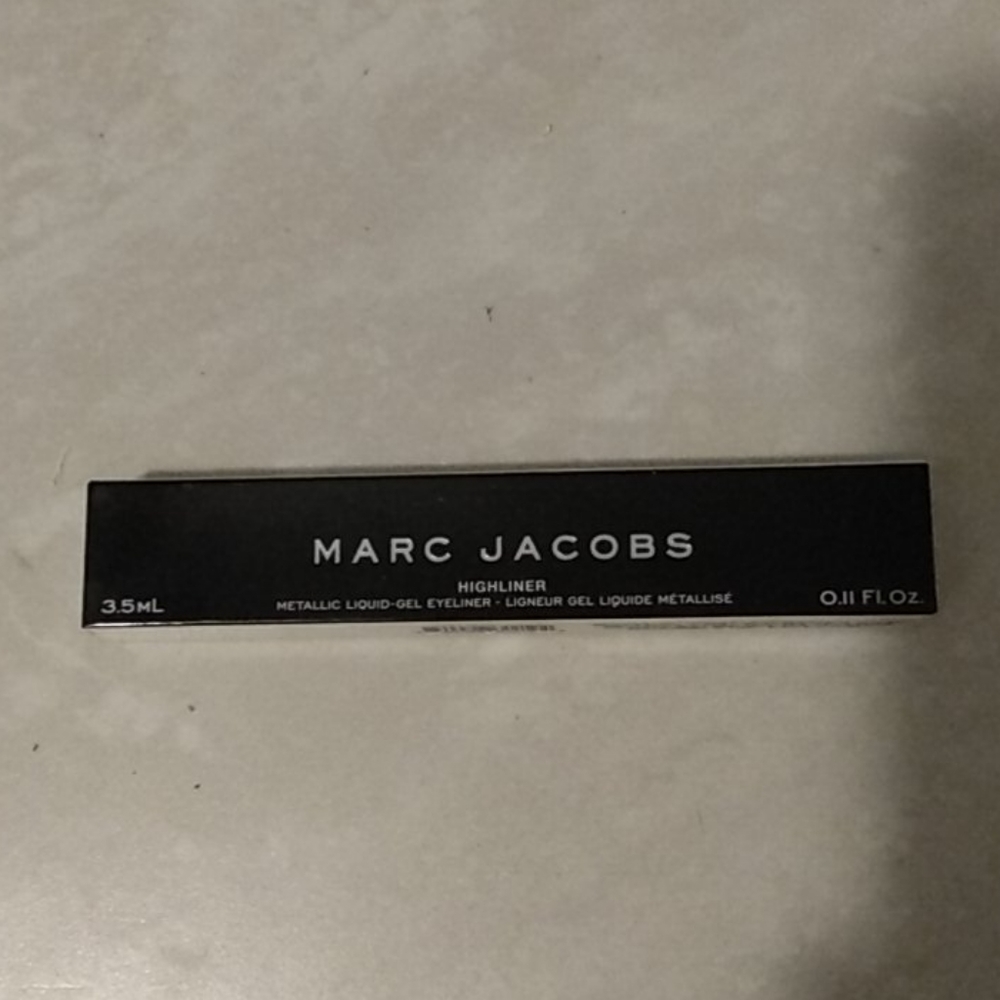 MARC JACOBS
HIGHLINER
METALLIC LIQUID-GEL EYELINER - LIGNEUR GEL LIQUIDE MÉTALLISÉ
3.5mL
0.11 Fl. Oz.